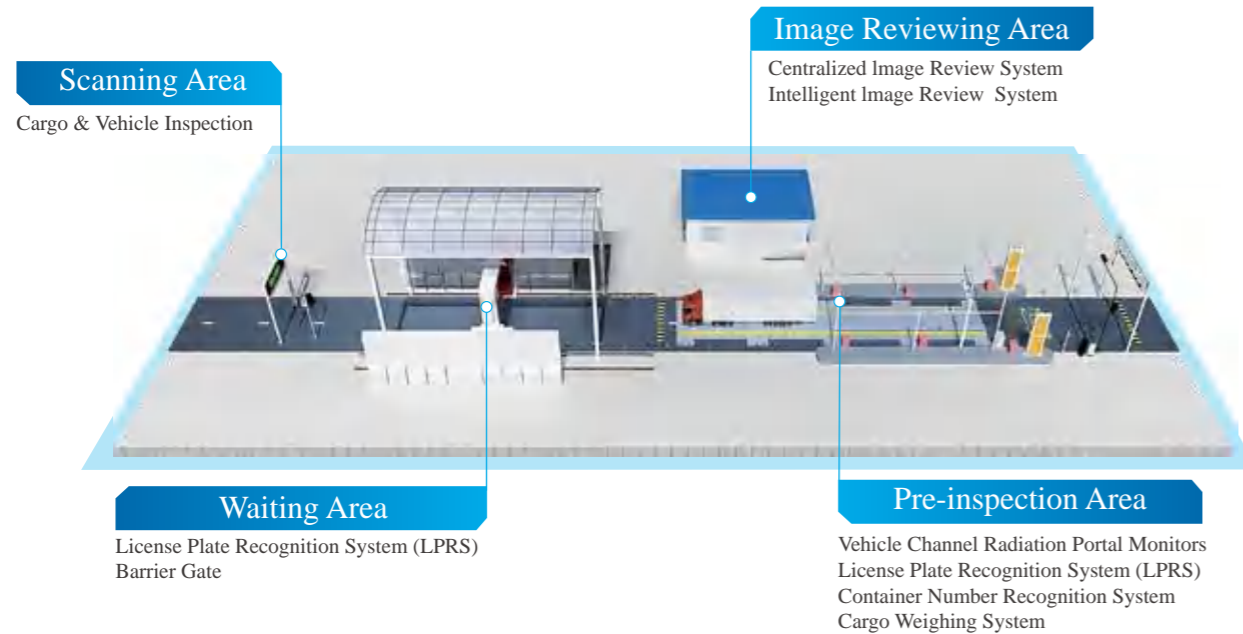 Image Reviewing Area
Centralized lmage Review System
Intelligent lmage Review System
Scanning Area
Cargo & Vehicle Inspection
Waiting Area
License Plate Recognition System (LPRS)
Barrier Gate
Pre-inspection Area
Vehicle Channel Radiation Portal Monitors
License Plate Recognition System (LPRS)
Container Number Recognition System
Cargo Weighing System